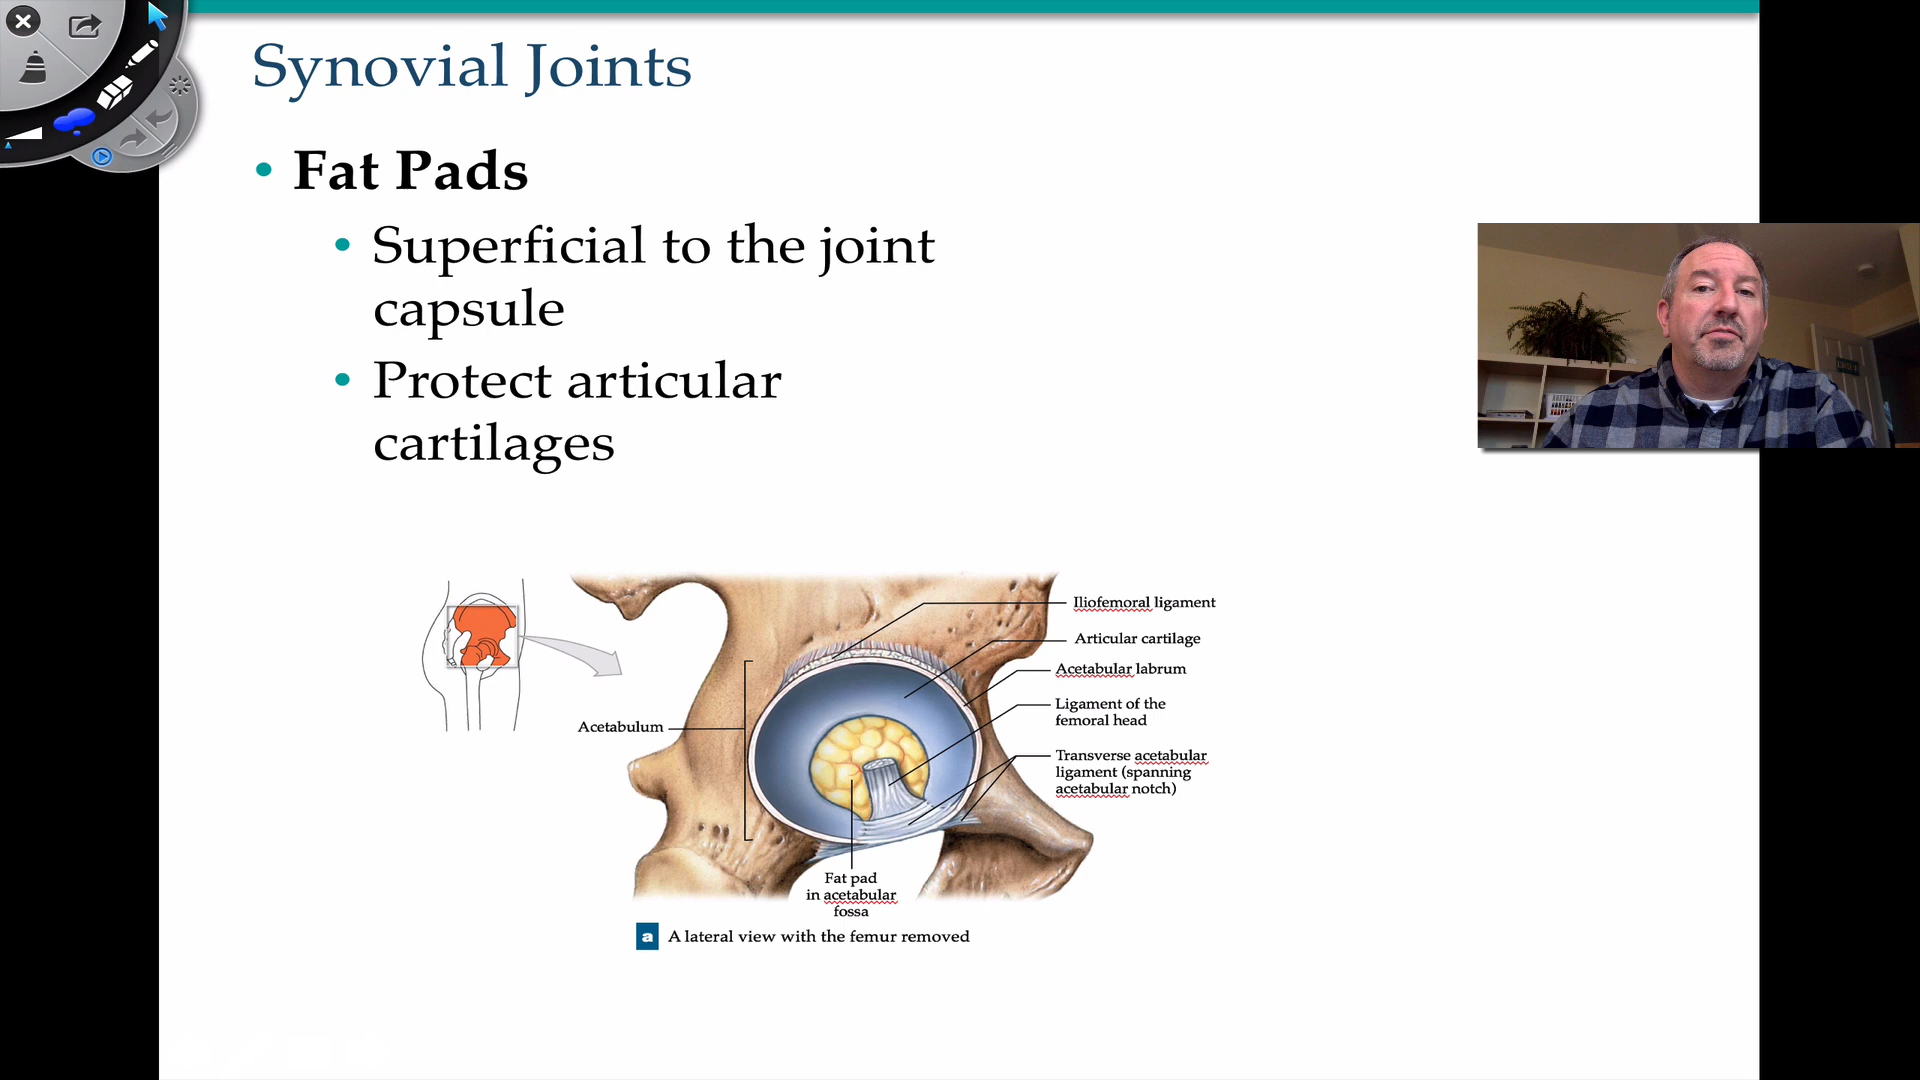 Synovial Joints
• Fat Pads
• Superficial to the joint
capsule
• Protect articular
cartilages
Iliofemoral ligament
Articular cartilage
Acetabular labrum
Ligament of the
femoral head
Acetabulum
Transverse acetabular
ligament (spanning
acetabular notch)
Fat pad
in acetabular
fossa
a A lateral view with the femur removed